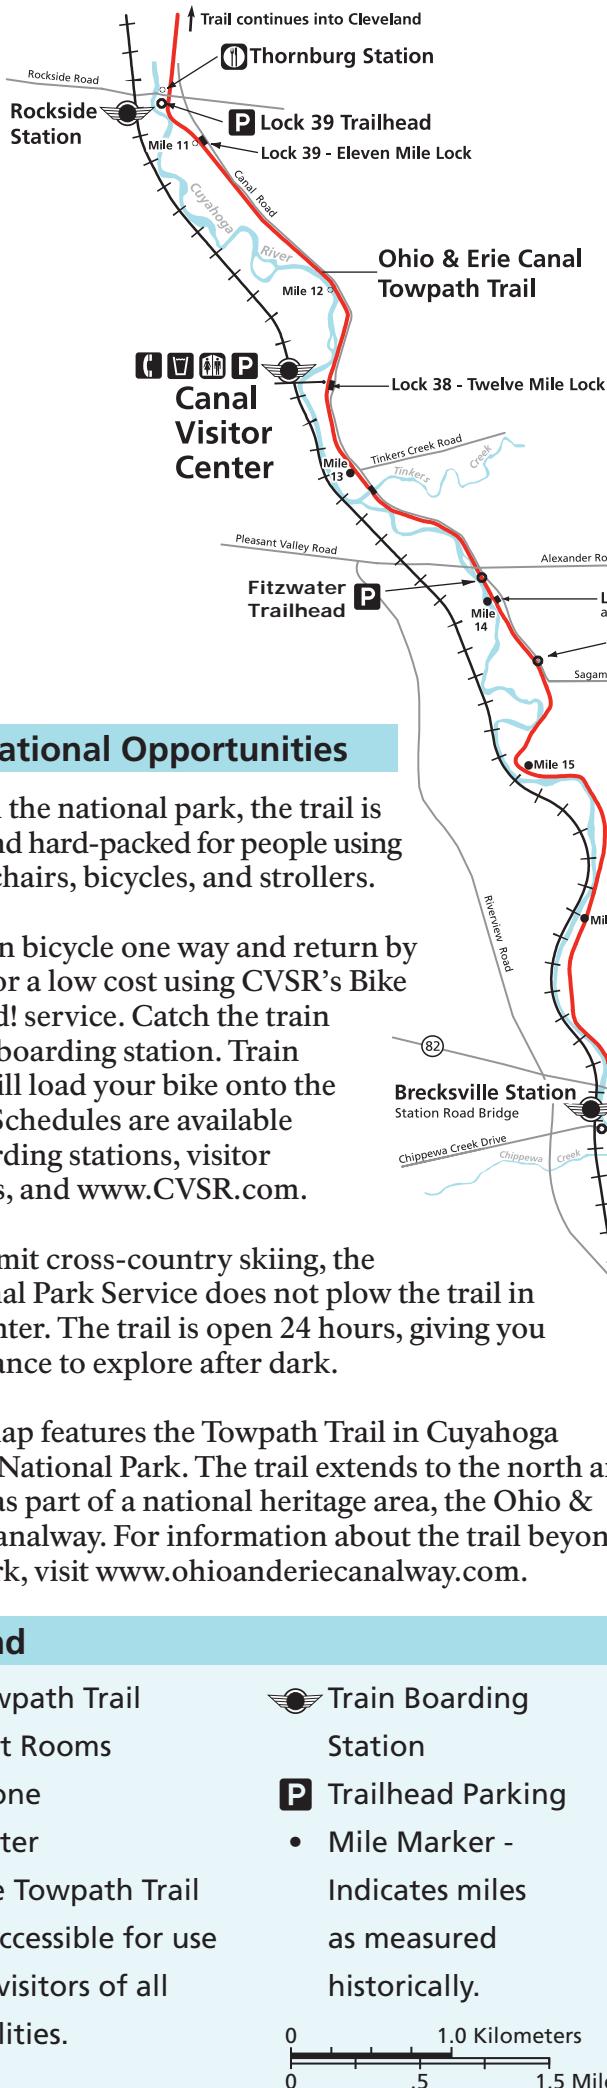 Trail continues into Cleveland
Thornburg Station
Rockside Road
Rockside
Station
P Lock 39 Trailhead
Mile 11
Lock 39 - Eleven Mile Lock
Canal Road
Cuyahoga
River
Ohio & Erie Canal
Towpath Trail
Mile 12
P
Lock 38 - Twelve Mile Lock
Canal
Visitor
Center
Tinkers Creek Road
Mile
13
Tinkers
Creek
Pleasant Valley Road
Alexander Ro
Fitzwater
Trailhead
P
L
a
Mile
14
Sagam
ational Opportunities
Mile 15
n the national park, the trail is
nd hard-packed for people using
chairs, bicycles, and strollers.
Riverview Road
Mil
n bicycle one way and return by
or a low cost using CVSR’s Bike
d! service. Catch the train
boarding station. Train
ill load your bike onto the
Schedules are available
rding stations, visitor
s, and www.CVSR.com.
82
Brecksville Station
Station Road Bridge
Chippewa Creek Drive
Chippewa Creek
mit cross-country skiing, the
nal Park Service does not plow the trail in
nter. The trail is open 24 hours, giving you
ance to explore after dark.
ap features the Towpath Trail in Cuyahoga
National Park. The trail extends to the north a
as part of a national heritage area, the Ohio &
analway. For information about the trail beyon
rk, visit www.ohioanderiecanalway.com.
nd
wpath Trail
t Rooms
one
ter
e Towpath Trail
ccessible for use
visitors of all
lities.
Train Boarding
Station
P Trailhead Parking
Mile Marker -
Indicates miles
as measured
historically.
0 1.0 Kilometers
0 .5 1.5 Mile